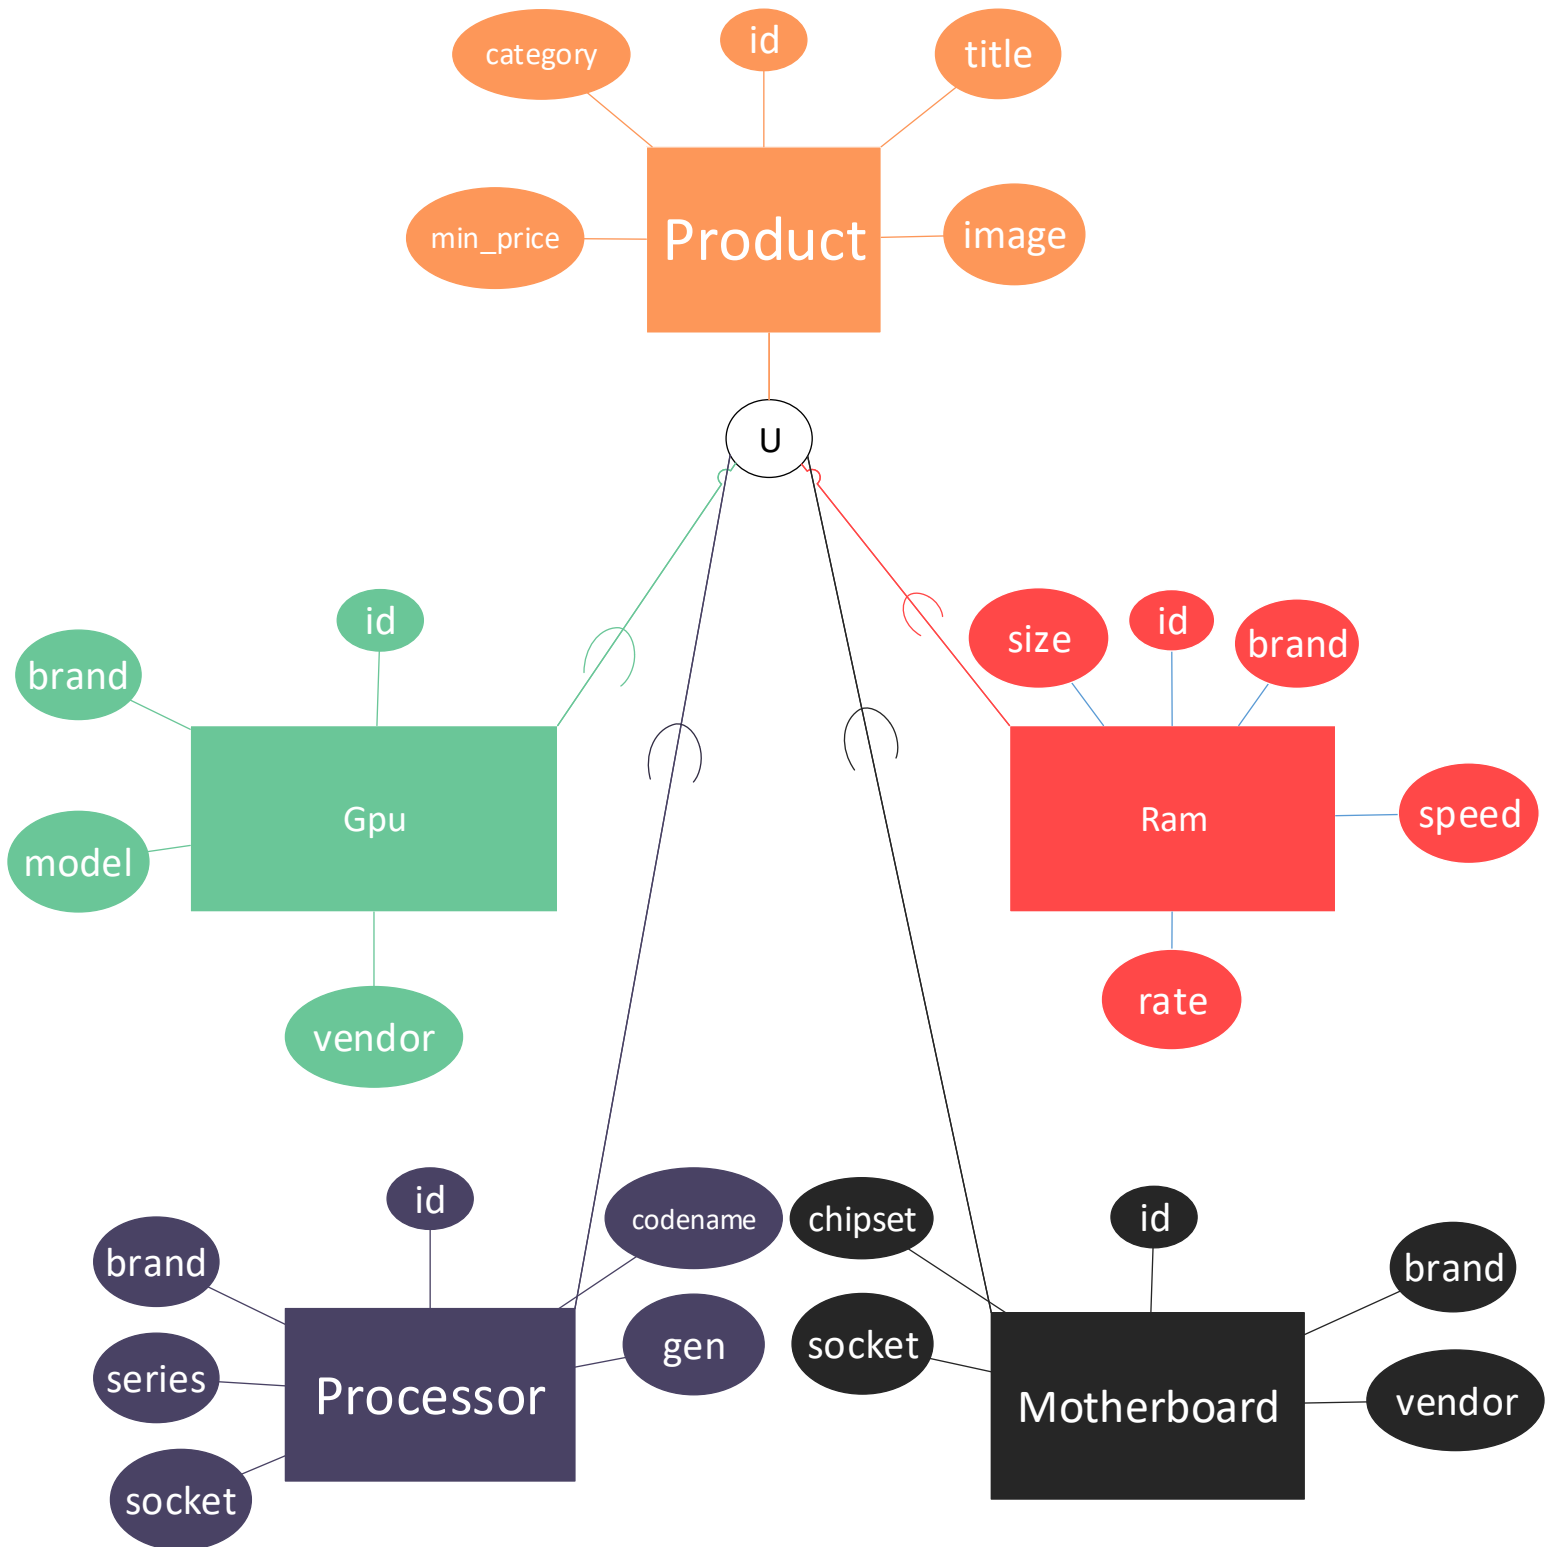 category
id
title
min_price
Product
image
U
id
brand
Gpu
model
vendor
size
id
brand
Ram
speed
rate
id
codename
brand
gen
series
Processor
socket
chipset
id
brand
socket
Motherboard
vendor